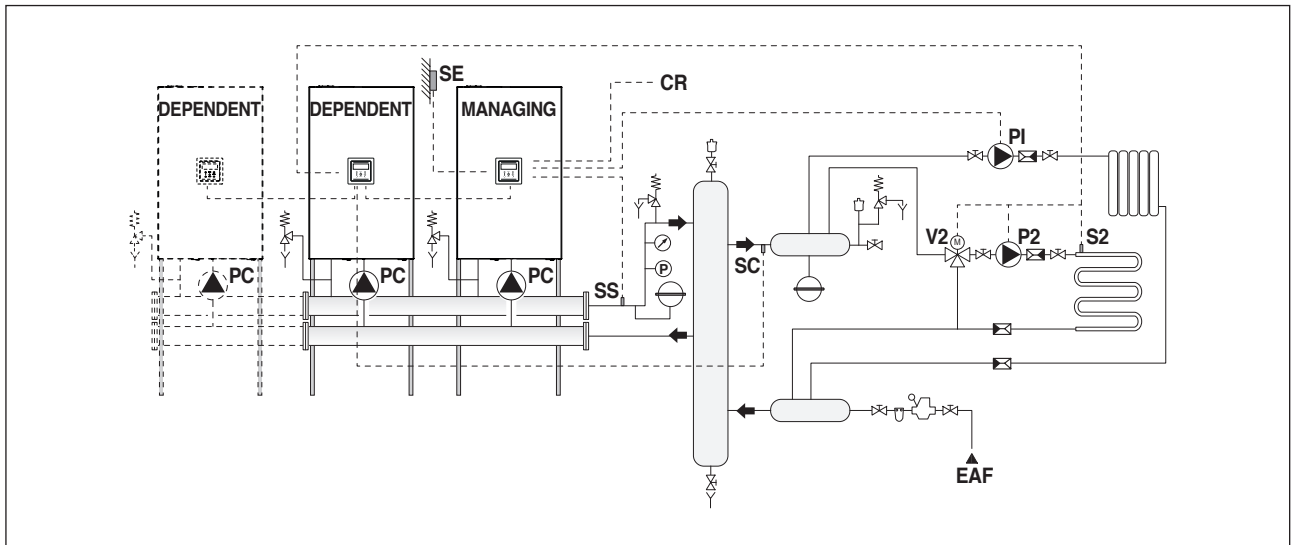 DEPENDENT
DEPENDENT
MANAGING
SE
CR
PI
V2
P2
S2
SC
PC
PC
PC
SS
P
M
EAF